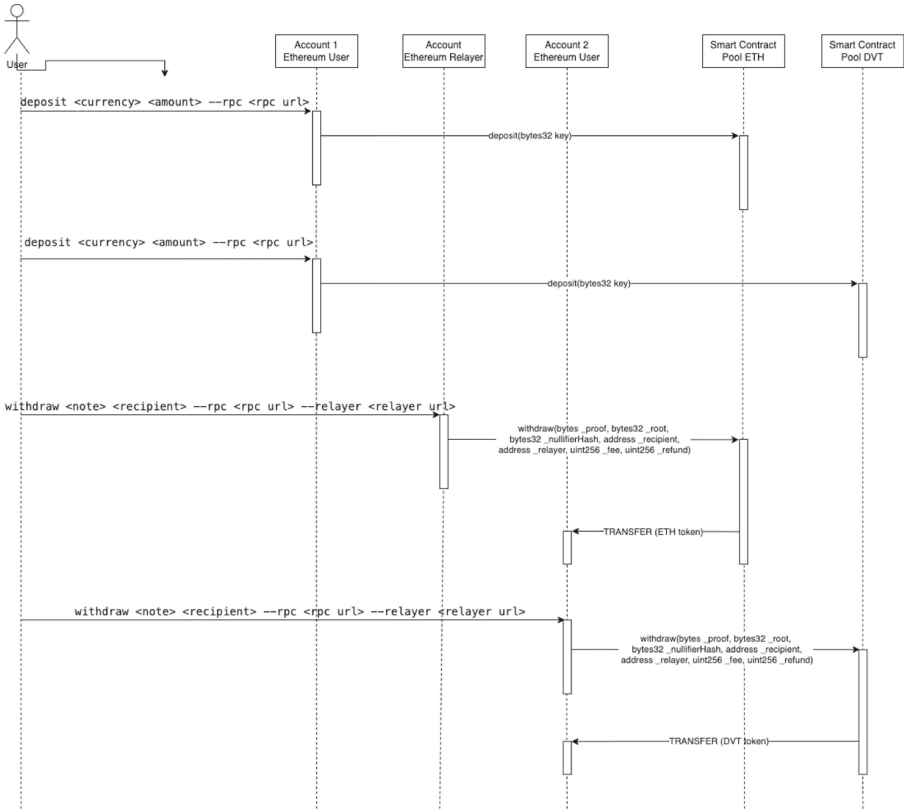 Account 1
Ethereum User
Account
Ethereum Relayer
Account 2
Ethereum User
Smart Contract
Pool ETH
Smart Contract
Pool DVT
User
deposit <currency> <amount> --rpc <rpc url>
deposit(bytes32 key)
deposit <currency> <amount> --rpc <rpc url>
deposit(bytes32 key)
withdraw <note> <recipient> --rpc <rpc url> --relayer <relayer url>
withdraw(bytes _proof, bytes32 _root,
bytes32 _nullifierHash, address _recipient,
address _relayer, uint256 _fee, uint256 _refund)
TRANSFER (ETH token)
withdraw <note> <recipient> --rpc <rpc url> --relayer <relayer url>
withdraw(bytes _proof, bytes32 _root,
bytes32 _nullifierHash, address _recipient,
address _relayer, uint256 _fee, uint256 _refund)
TRANSFER (DVT token)